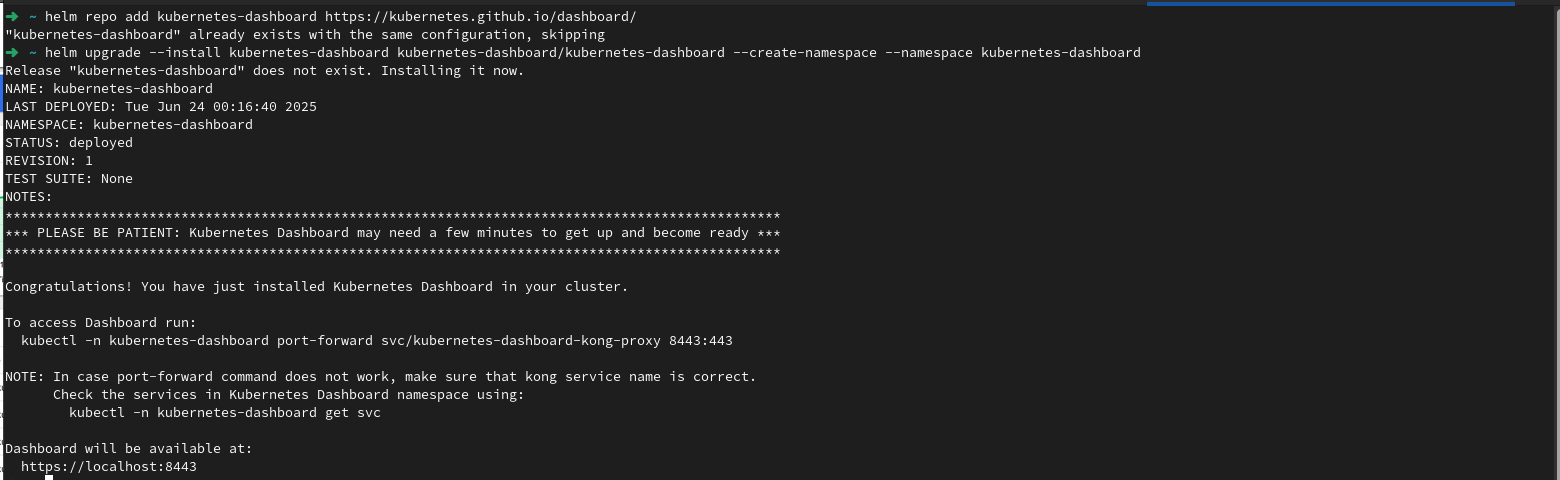 ➜ ~ helm repo add kubernetes-dashboard https://kubernetes.github.io/dashboard/
"kubernetes-dashboard" already exists with the same configuration, skipping
➜ ~ helm upgrade --install kubernetes-dashboard kubernetes-dashboard/kubernetes-dashboard --create-namespace --namespace kubernetes-dashboard
Release "kubernetes-dashboard" does not exist. Installing it now.
NAME: kubernetes-dashboard
LAST DEPLOYED: Tue Jun 24 00:16:40 2025
NAMESPACE: kubernetes-dashboard
STATUS: deployed
REVISION: 1
TEST SUITE: None
NOTES:
*************************************************************************************************
*** PLEASE BE PATIENT: Kubernetes Dashboard may need a few minutes to get up and become ready ***
*************************************************************************************************

Congratulations! You have just installed Kubernetes Dashboard in your cluster.

To access Dashboard run:
  kubectl -n kubernetes-dashboard port-forward svc/kubernetes-dashboard-kong-proxy 8443:443

NOTE: In case port-forward command does not work, make sure that kong service name is correct.
      Check the services in Kubernetes Dashboard namespace using:
        kubectl -n kubernetes-dashboard get svc

Dashboard will be available at:
  https://localhost:8443